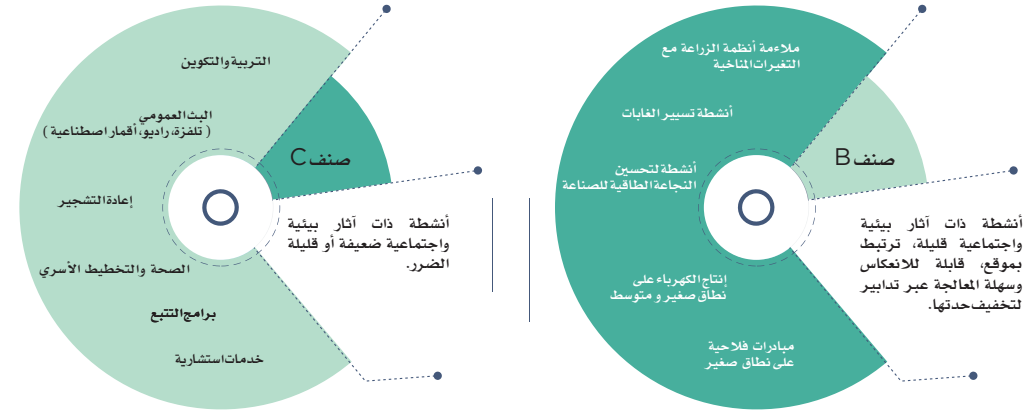 ملاءمة أنظمة الزراعة مع
التغيرات المناخية
أنشطة تسيير الغابات
أنشطة لتحسين
النجاعة الطاقية للصناعة
إنتاج الكهرباء على
نطاق صغير و متوسط
مبادرات فلاحية
على نطاق صغير
صنف B
أنشطة ذات آثار بيئية
واجتماعية قليلة، ترتبط
بموقع، قابلة للانعكاس
وسهلة المعالجة عبر تدابير
لتخفيف حدتها.
التربية والتكوين
البث العمومي
( تلفزة، راديو، أقمار اصطناعية )
إعادة التشجير
الصحة والتخطيط الأسري
برامج التتبع
خدمات استشارية
صنف C
أنشطة ذات آثار بيئية
واجتماعية ضعيفة أو قليلة
الضرر.